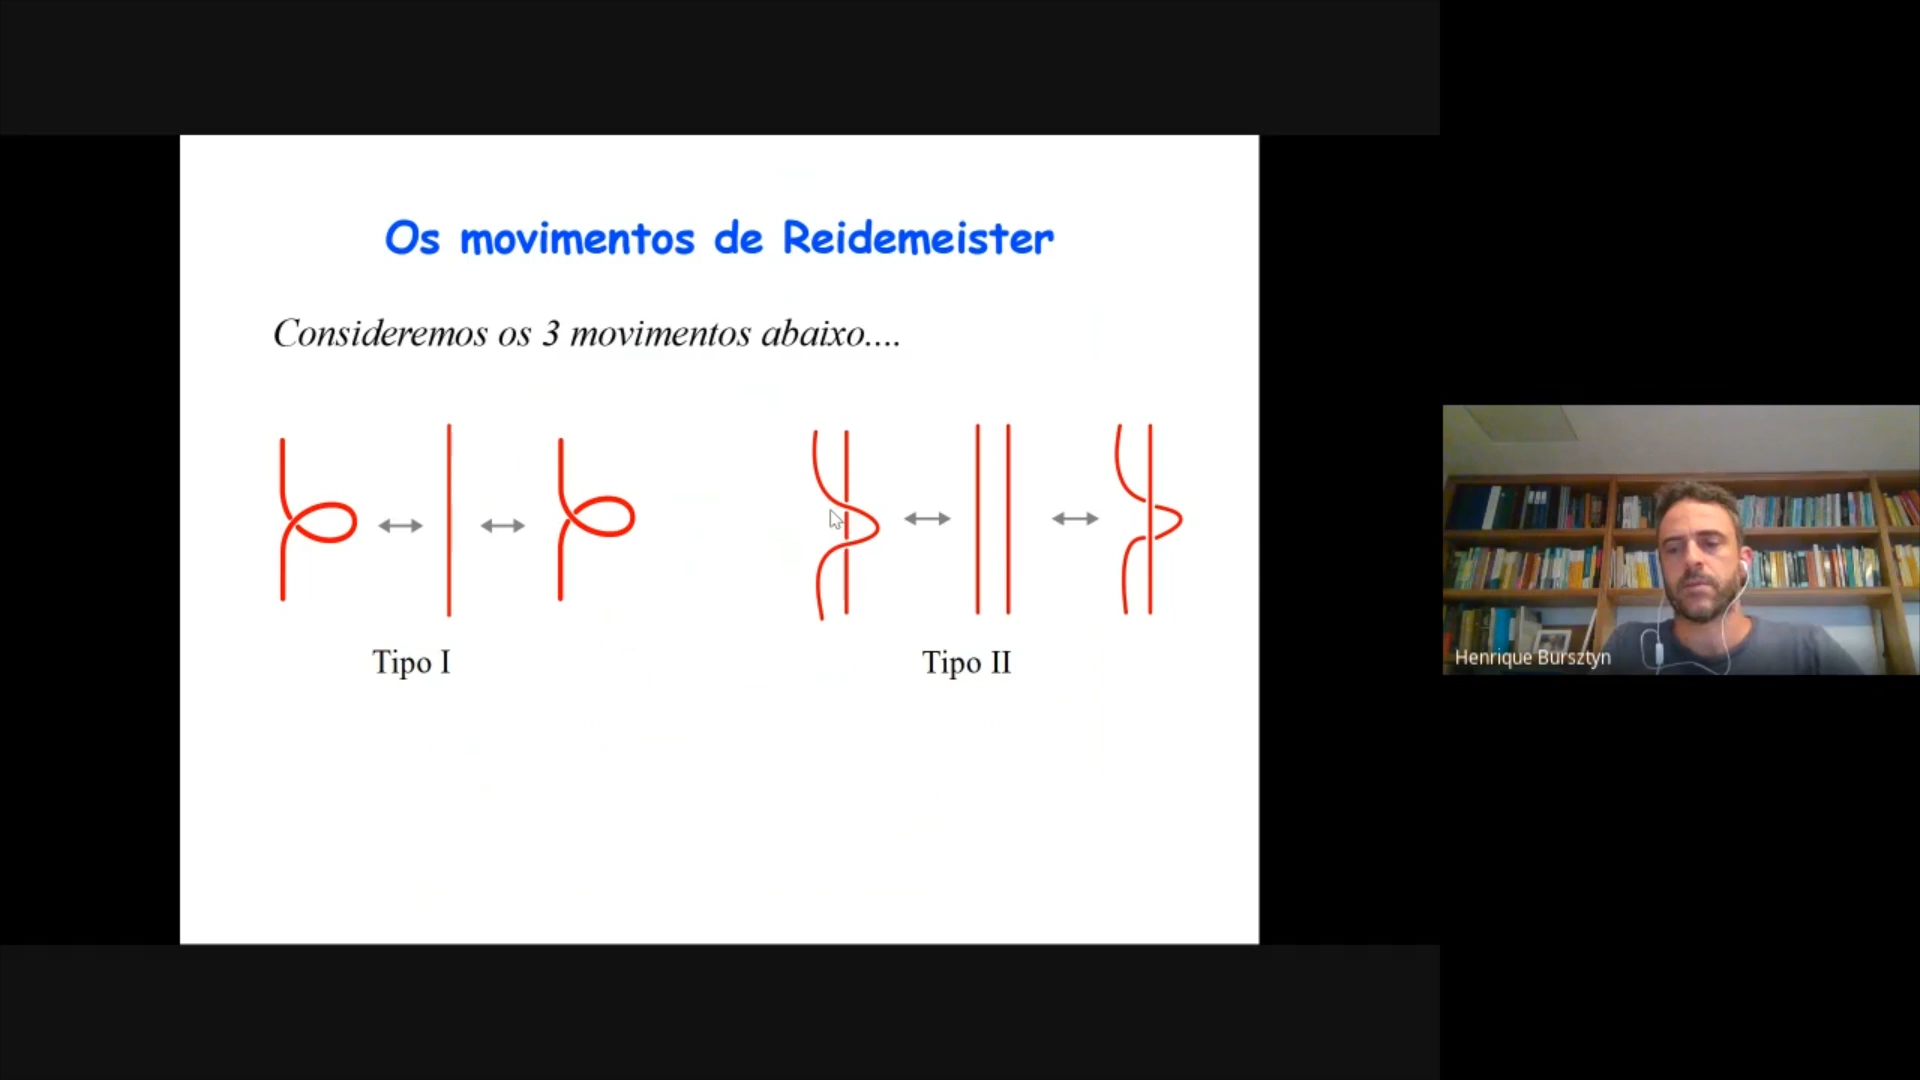 Os movimentos de Reidemeister
Consideremos os 3 movimentos abaixo....
Tipo I
Tipo II
Henrique Bursztyn